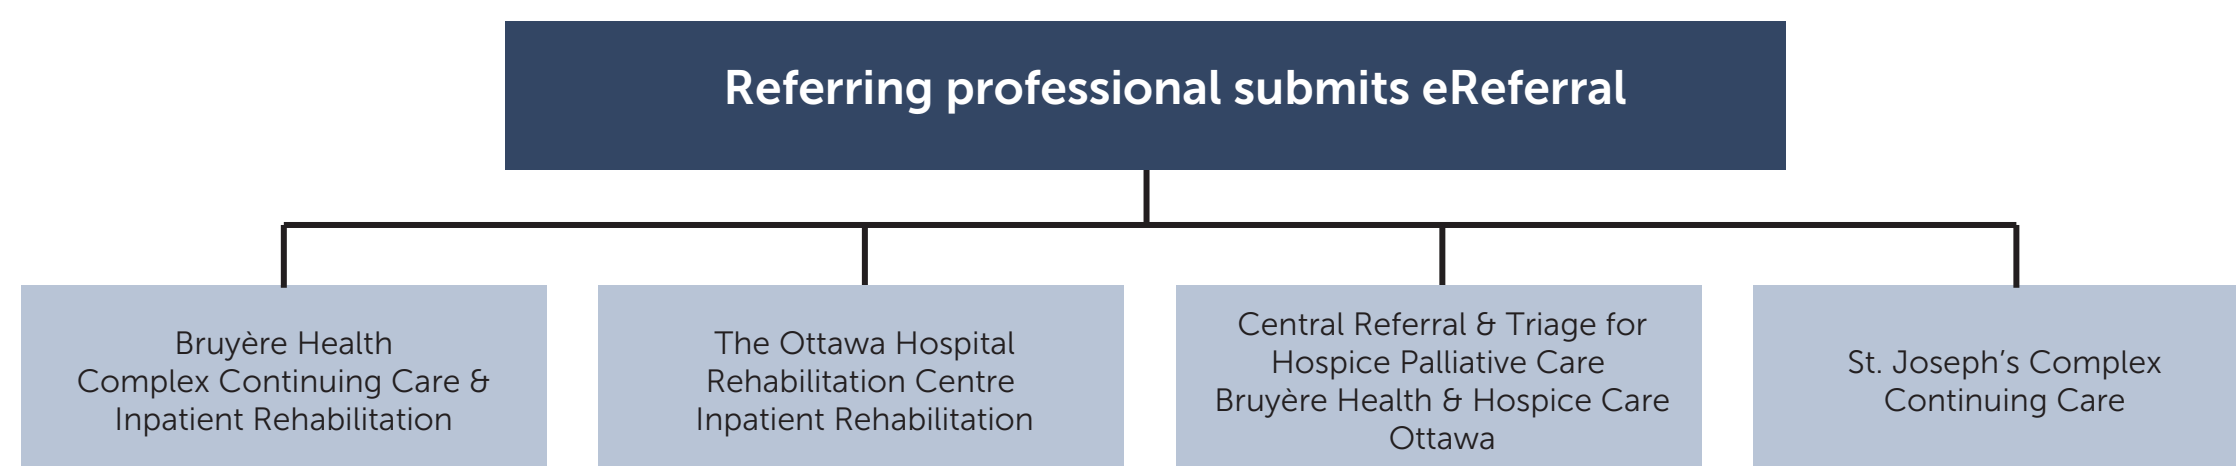 Referring professional submits eReferral
Bruyère Health
Complex Continuing Care &
Inpatient Rehabilitation
The Ottawa Hospital
Rehabilitation Centre
Inpatient Rehabilitation
Central Referral & Triage for
Hospice Palliative Care
Bruyère Health & Hospice Care
Ottawa
St. Joseph’s Complex
Continuing Care